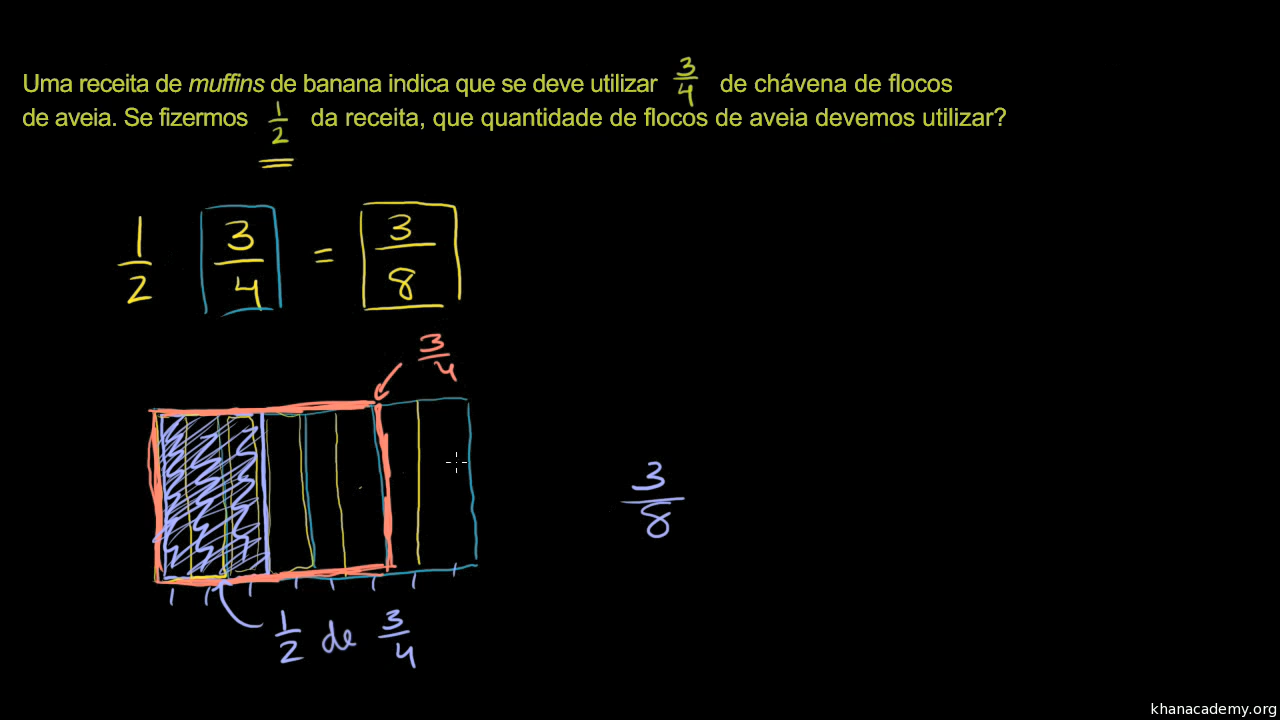 Uma receita de muffins de banana indica que se deve utilizar 3/4 de chávena de flocos
de aveia. Se fizermos 1/2 da receita, que quantidade de flocos de aveia devemos utilizar?
1/2 3/4 = 3/8
3/4
3/8
1/2 de 3/4
khanacademy.org